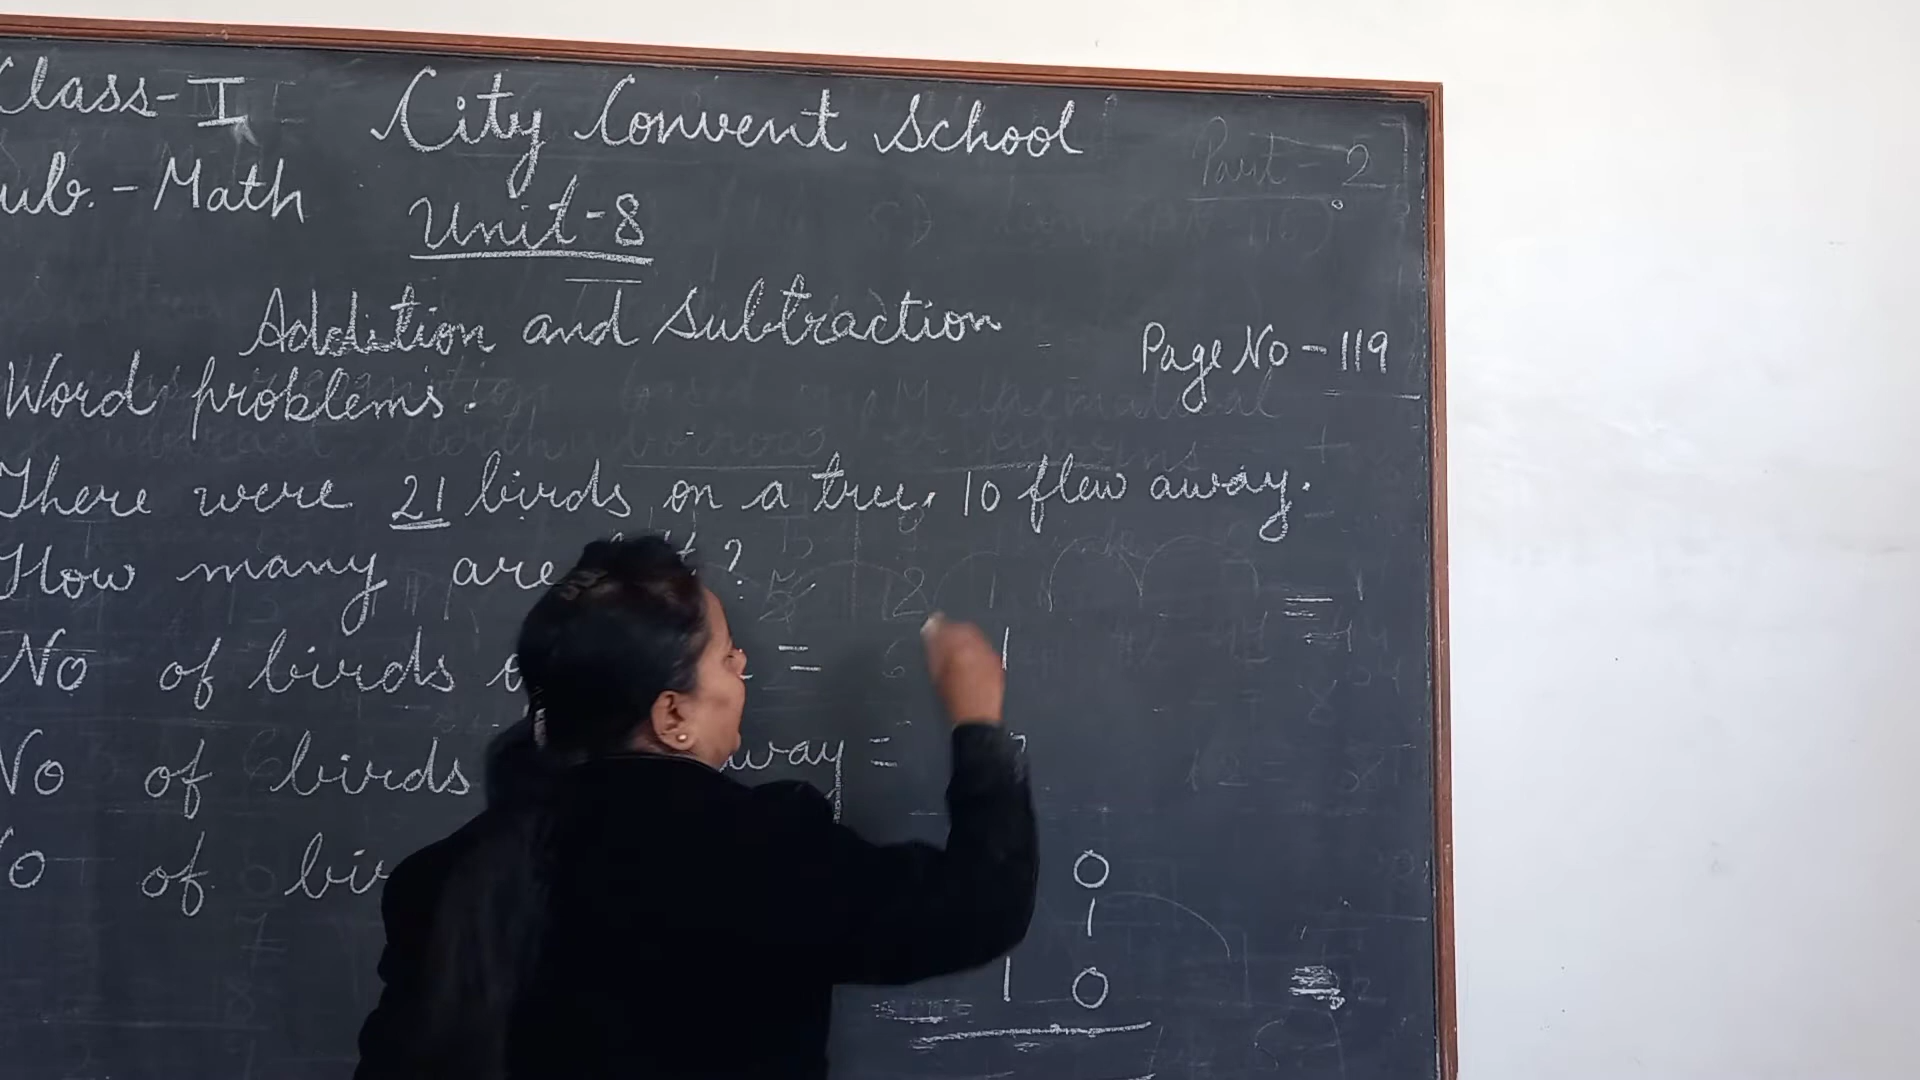 Class-I City Convent School
Sub.-Math
Part-2
Unit-8
Addition and Subtraction
Page No-119
Word problems.
There were 21 birds on a tree. 10 flew away.
How many are ?
No of birds =
No of birds away =
No of
0
1
1 0